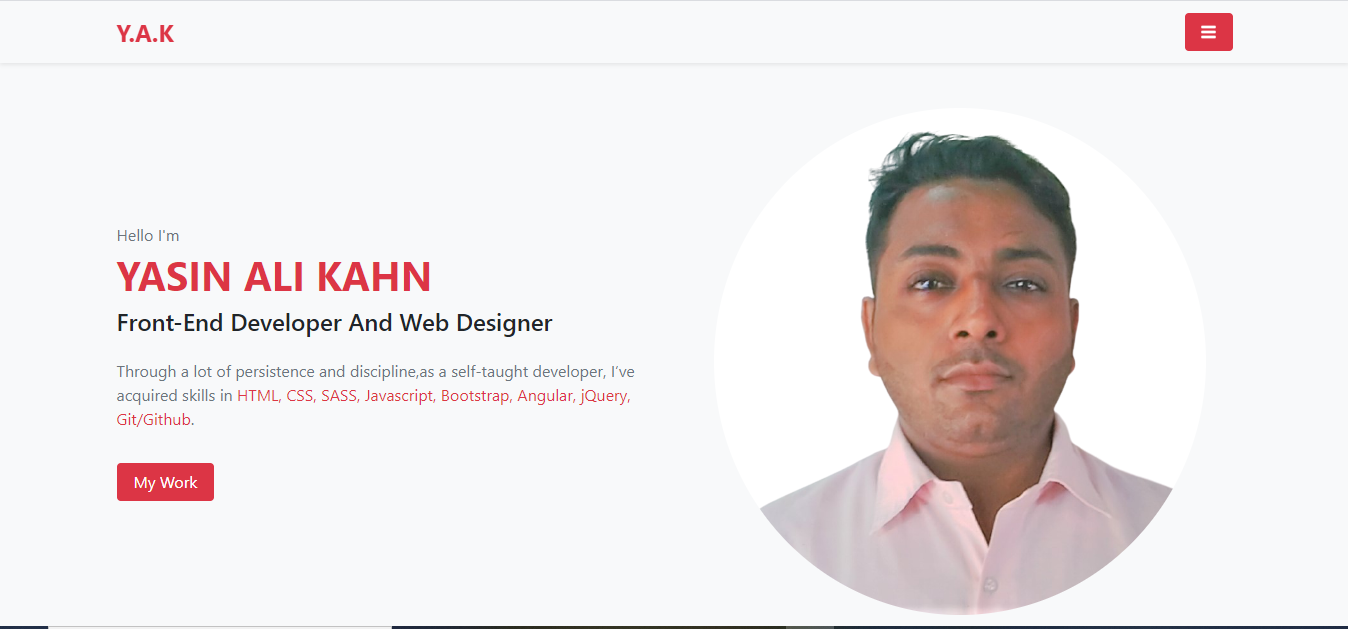 Y.A.K
Hello I'm
YASIN ALI KAHN
Front-End Developer And Web Designer
Through a lot of persistence and discipline,as a self-taught developer, I've
acquired skills in HTML, CSS, SASS, Javascript, Bootstrap, Angular, jQuery,
Git/Github.
My Work